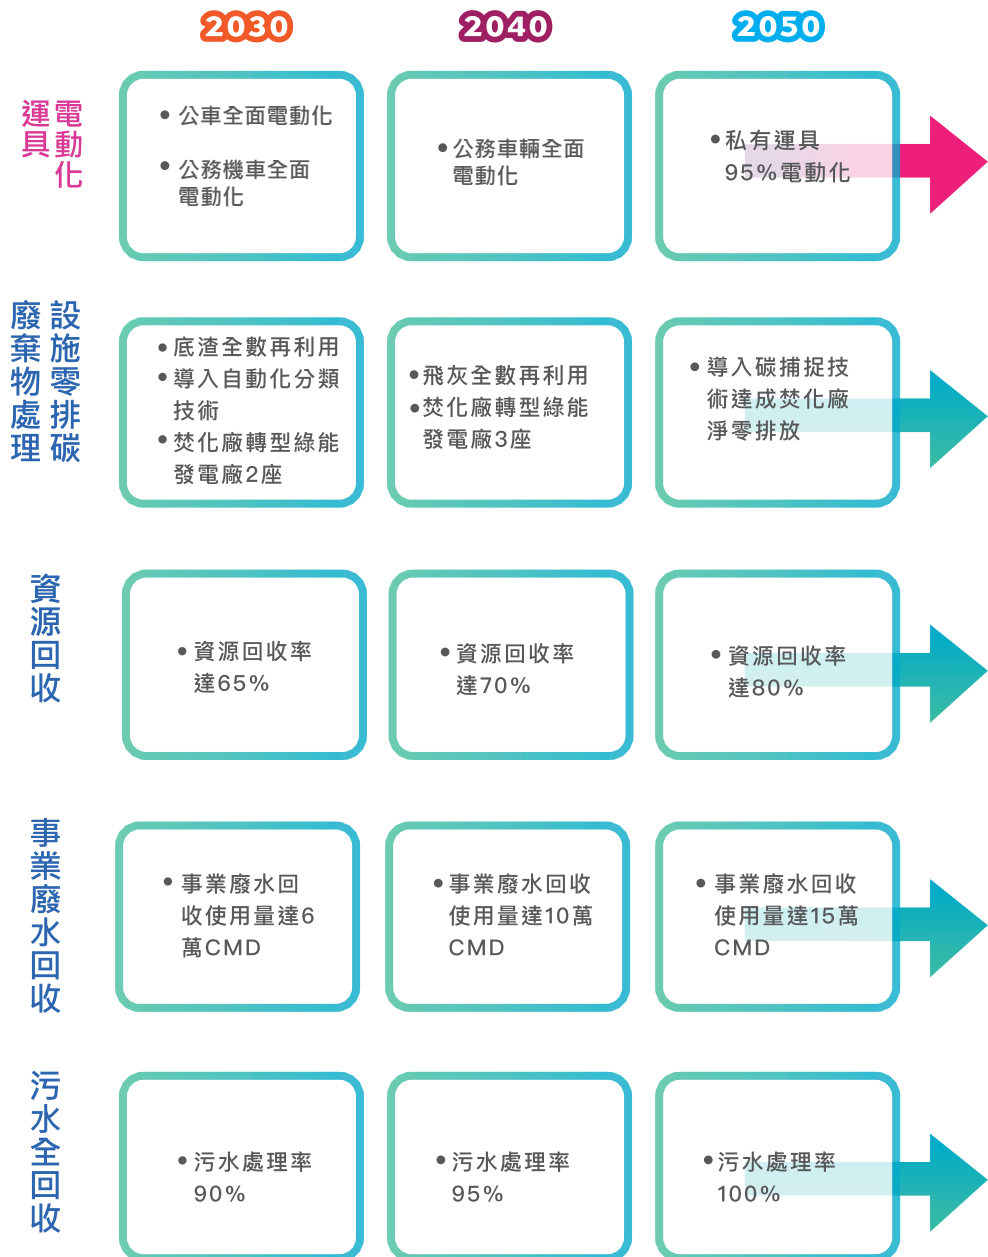 2030
2040
2050
電動化
運具
• 公車全面電動化
• 公務機車全面
電動化
• 公務車輛全面
電動化
• 私有運具
95%電動化
設施零排碳
廢棄物處理
• 底渣全數再利用
• 導入自動化分類
技術
• 焚化廠轉型綠能
發電廠2座
• 飛灰全數再利用
• 焚化廠轉型綠能
發電廠3座
• 導入碳捕捉技
術達成焚化廠
淨零排放
資源回收
• 資源回收率
達65%
• 資源回收率
達70%
• 資源回收率
達80%
事業廢水回收
• 事業廢水回
收使用量達6
萬CMD
• 事業廢水回收
使用量達10萬
CMD
• 事業廢水回收
使用量達15萬
CMD
污水全回收
• 污水處理率
90%
• 污水處理率
95%
• 污水處理率
100%